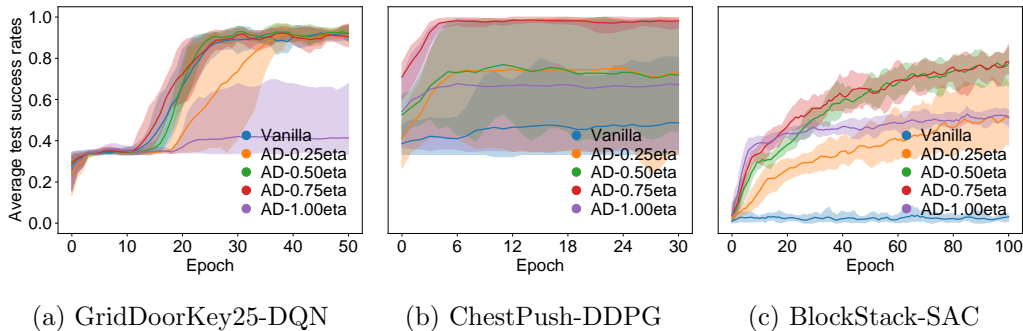 Average test success rates
1.0
0.8
0.6
0.4
0.2
0.0
Vanilla
AD-0.25eta
AD-0.50eta
AD-0.75eta
AD-1.00eta
0 10 20 30 40 50
Epoch
(a) GridDoorKey25-DQN
Vanilla
AD-0.25eta
AD-0.50eta
AD-0.75eta
AD-1.00eta
0 6 12 18 24 30
Epoch
(b) ChestPush-DDPG
Vanilla
AD-0.25eta
AD-0.50eta
AD-0.75eta
AD-1.00eta
0 20 40 60 80 100
Epoch
(c) BlockStack-SAC